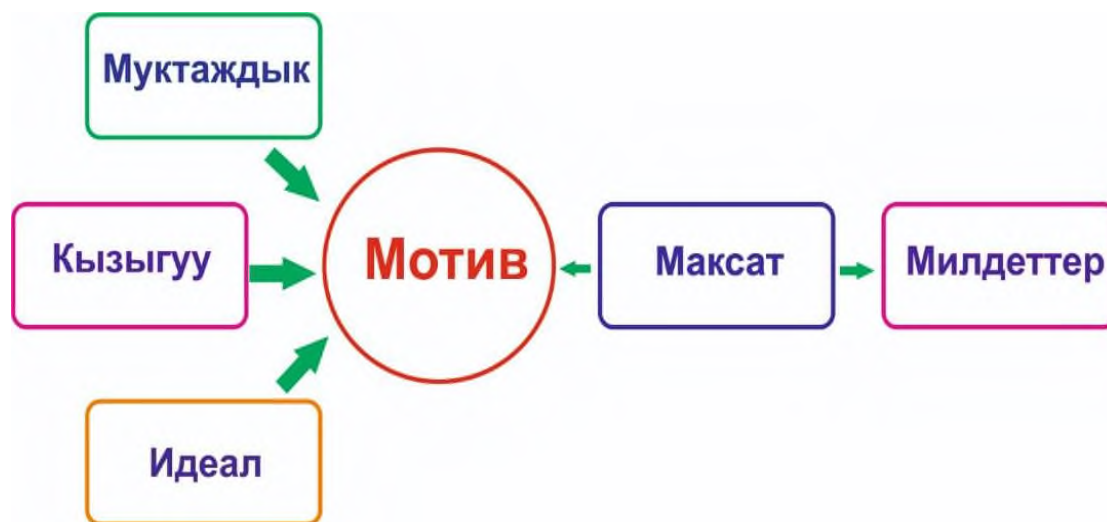 Муктаждык
Кызыгуу
Мотив
Максат
Милдеттер
Идеал